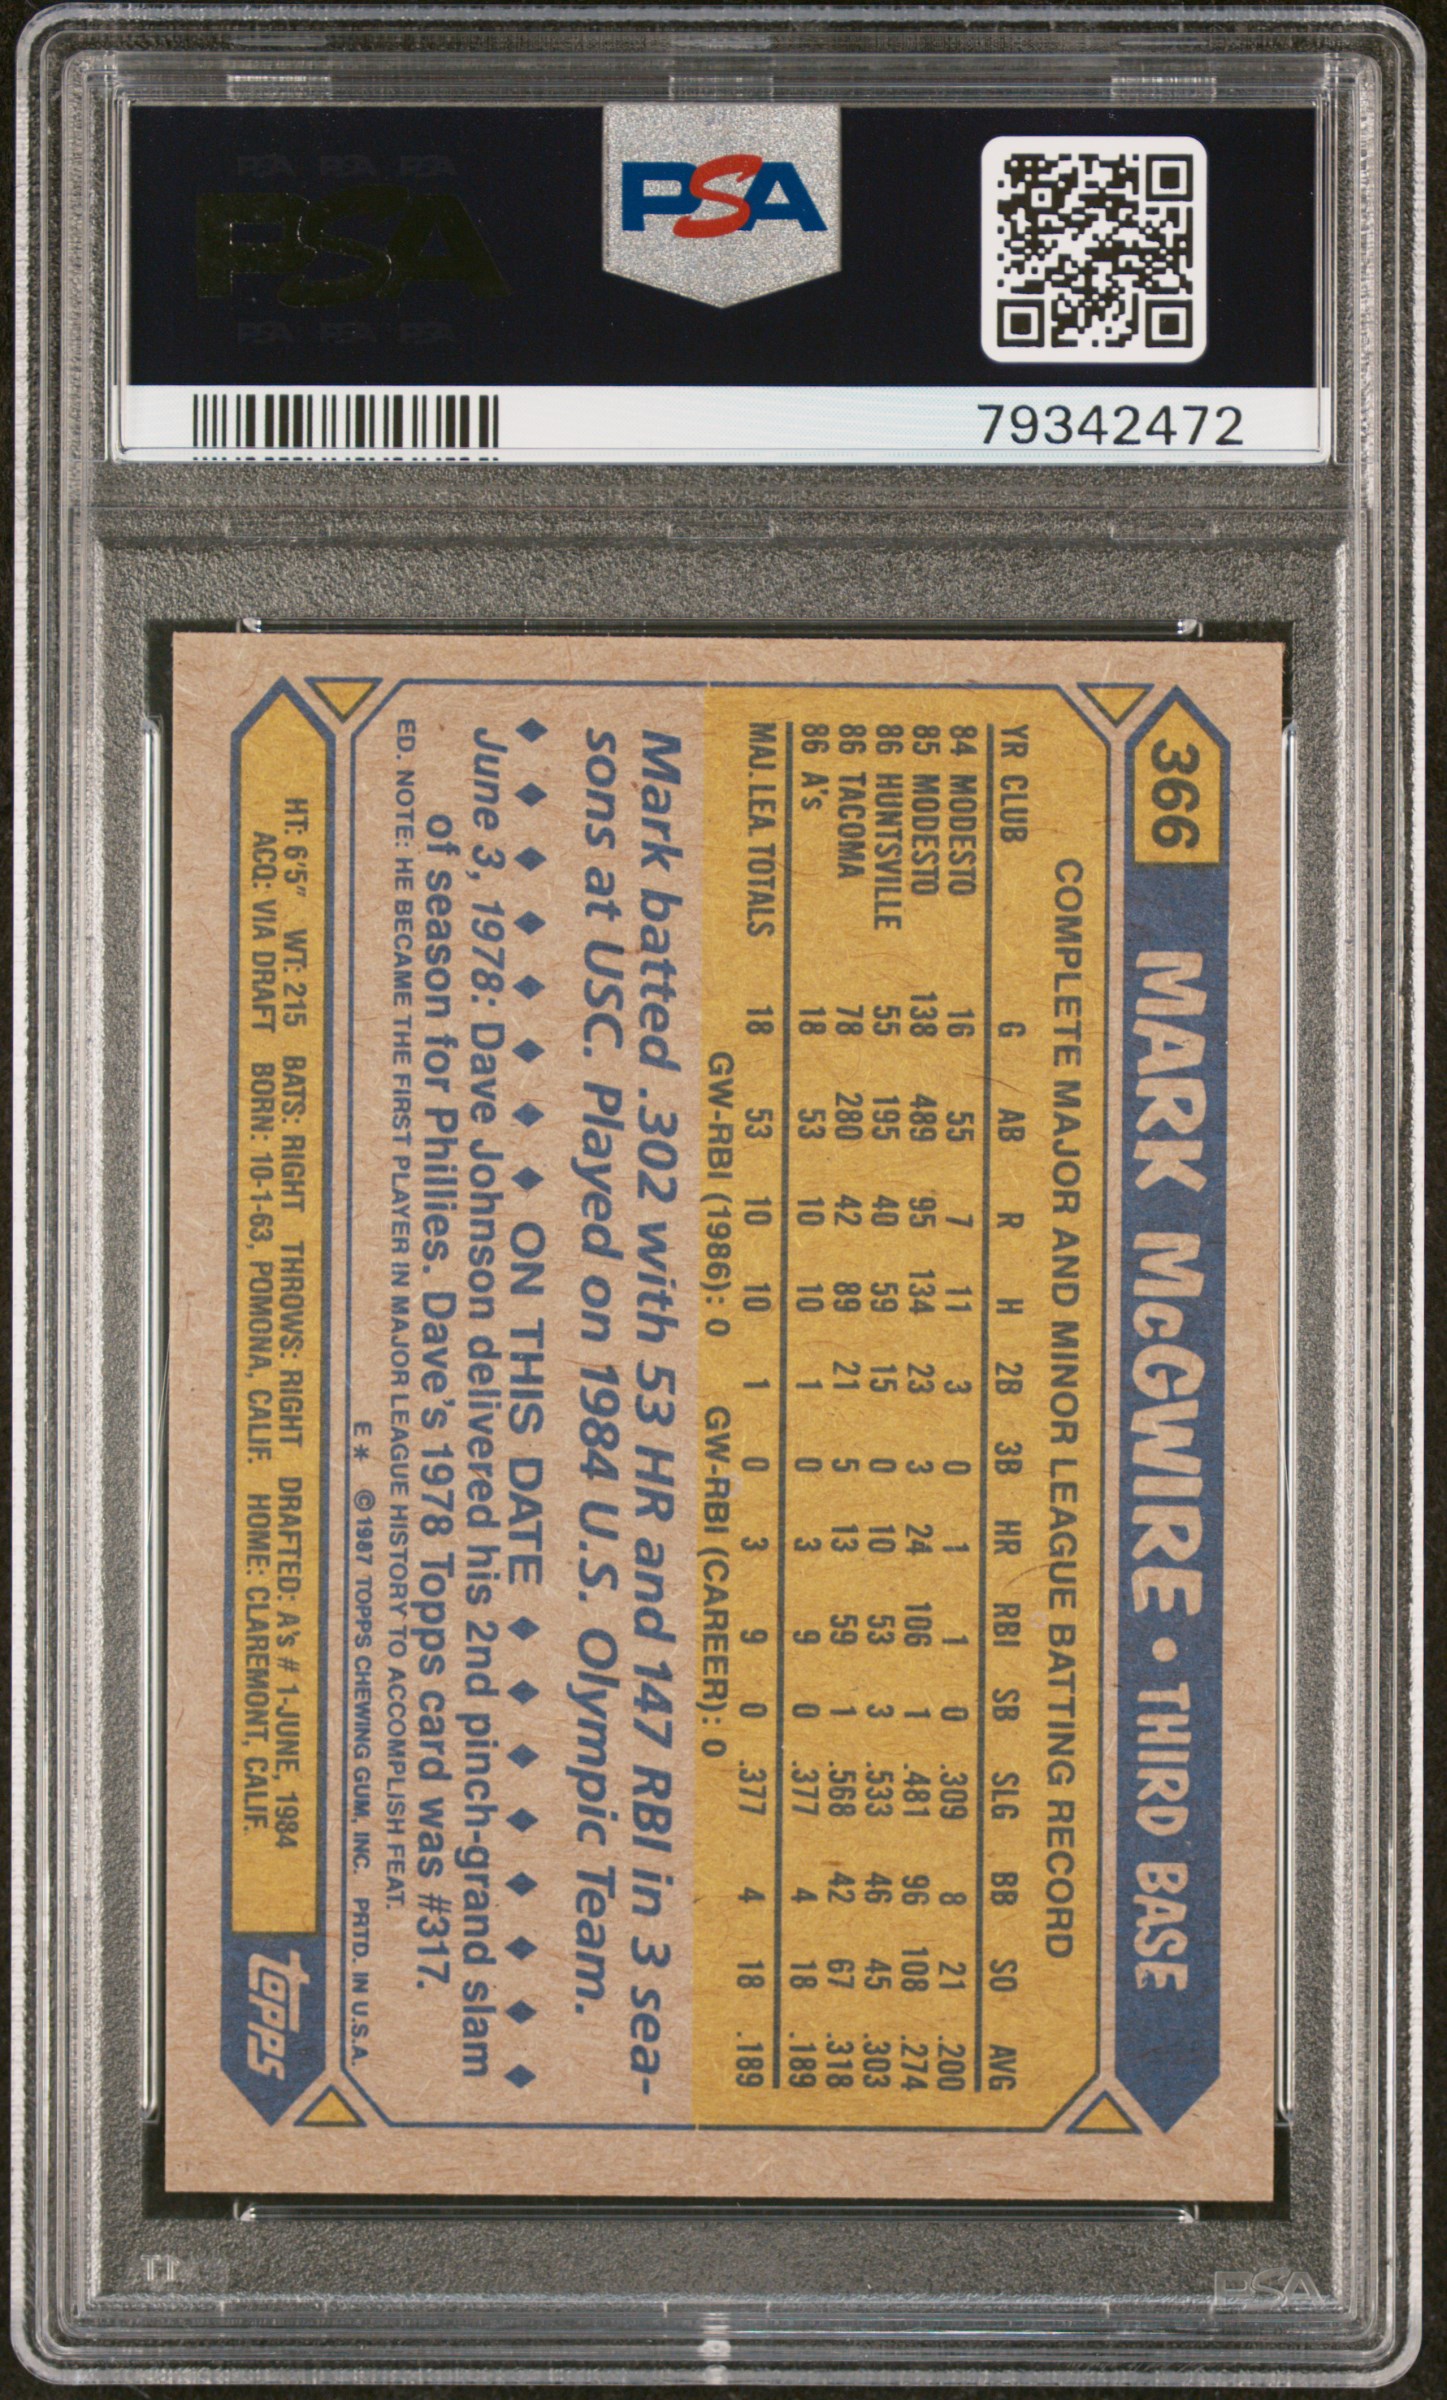 PSA PSA PSA
PSA
PSA PSA PSA
PSA
79342472
366
MARK McGWIRE • THIRD BASE
COMPLETE MAJOR AND MINOR LEAGUE BATTING RECORD
YR CLUB G AB R H 2B 3B HR RBI SB SLG BB SO AVG
84 MODESTO 16 55 7 11 3 0 1 1 0 .309 8 21 .200
85 MODESTO 138 489 95 134 23 3 24 106 1 .481 96 108 .274
86 HUNTSVILLE 55 195 40 59 15 0 10 53 3 .533 46 45 .303
86 TACOMA 78 280 42 89 21 5 13 59 1 .568 42 67 .318
86 A's 18 53 10 10 1 0 3 9 0 .377 4 18 .189
MAJ. LEA. TOTALS 18 53 10 10 1 0 3 9 0 .377 4 18 .189
GW-RBI (1986): 0 GW-RBI (CAREER): 0
Mark batted .302 with 53 HR and 147 RBI in 3 sea-
sons at USC. Played on 1984 U.S. Olympic Team.
◆ ◆ ◆ ◆ ◆ ◆ ◆ ◆ ON THIS DATE ◆ ◆ ◆ ◆ ◆ ◆ ◆ ◆
June 3, 1978: Dave Johnson delivered his 2nd pinch-grand slam
of season for Phillies. Dave's 1978 Topps card was #317.
ED. NOTE: HE BECAME THE FIRST PLAYER IN MAJOR LEAGUE HISTORY TO ACCOMPLISH FEAT.
E* ©1987 TOPPS CHEWING GUM, INC. PRTD. IN U.S.A.
HT: 6'5" WT: 215 BATS: RIGHT THROWS: RIGHT DRAFTED: A's #1-JUNE, 1984
ACQ: VIA DRAFT BORN: 10-1-63, POMONA, CALIF. HOME: CLAREMONT, CALIF.
TOPPS
PSA